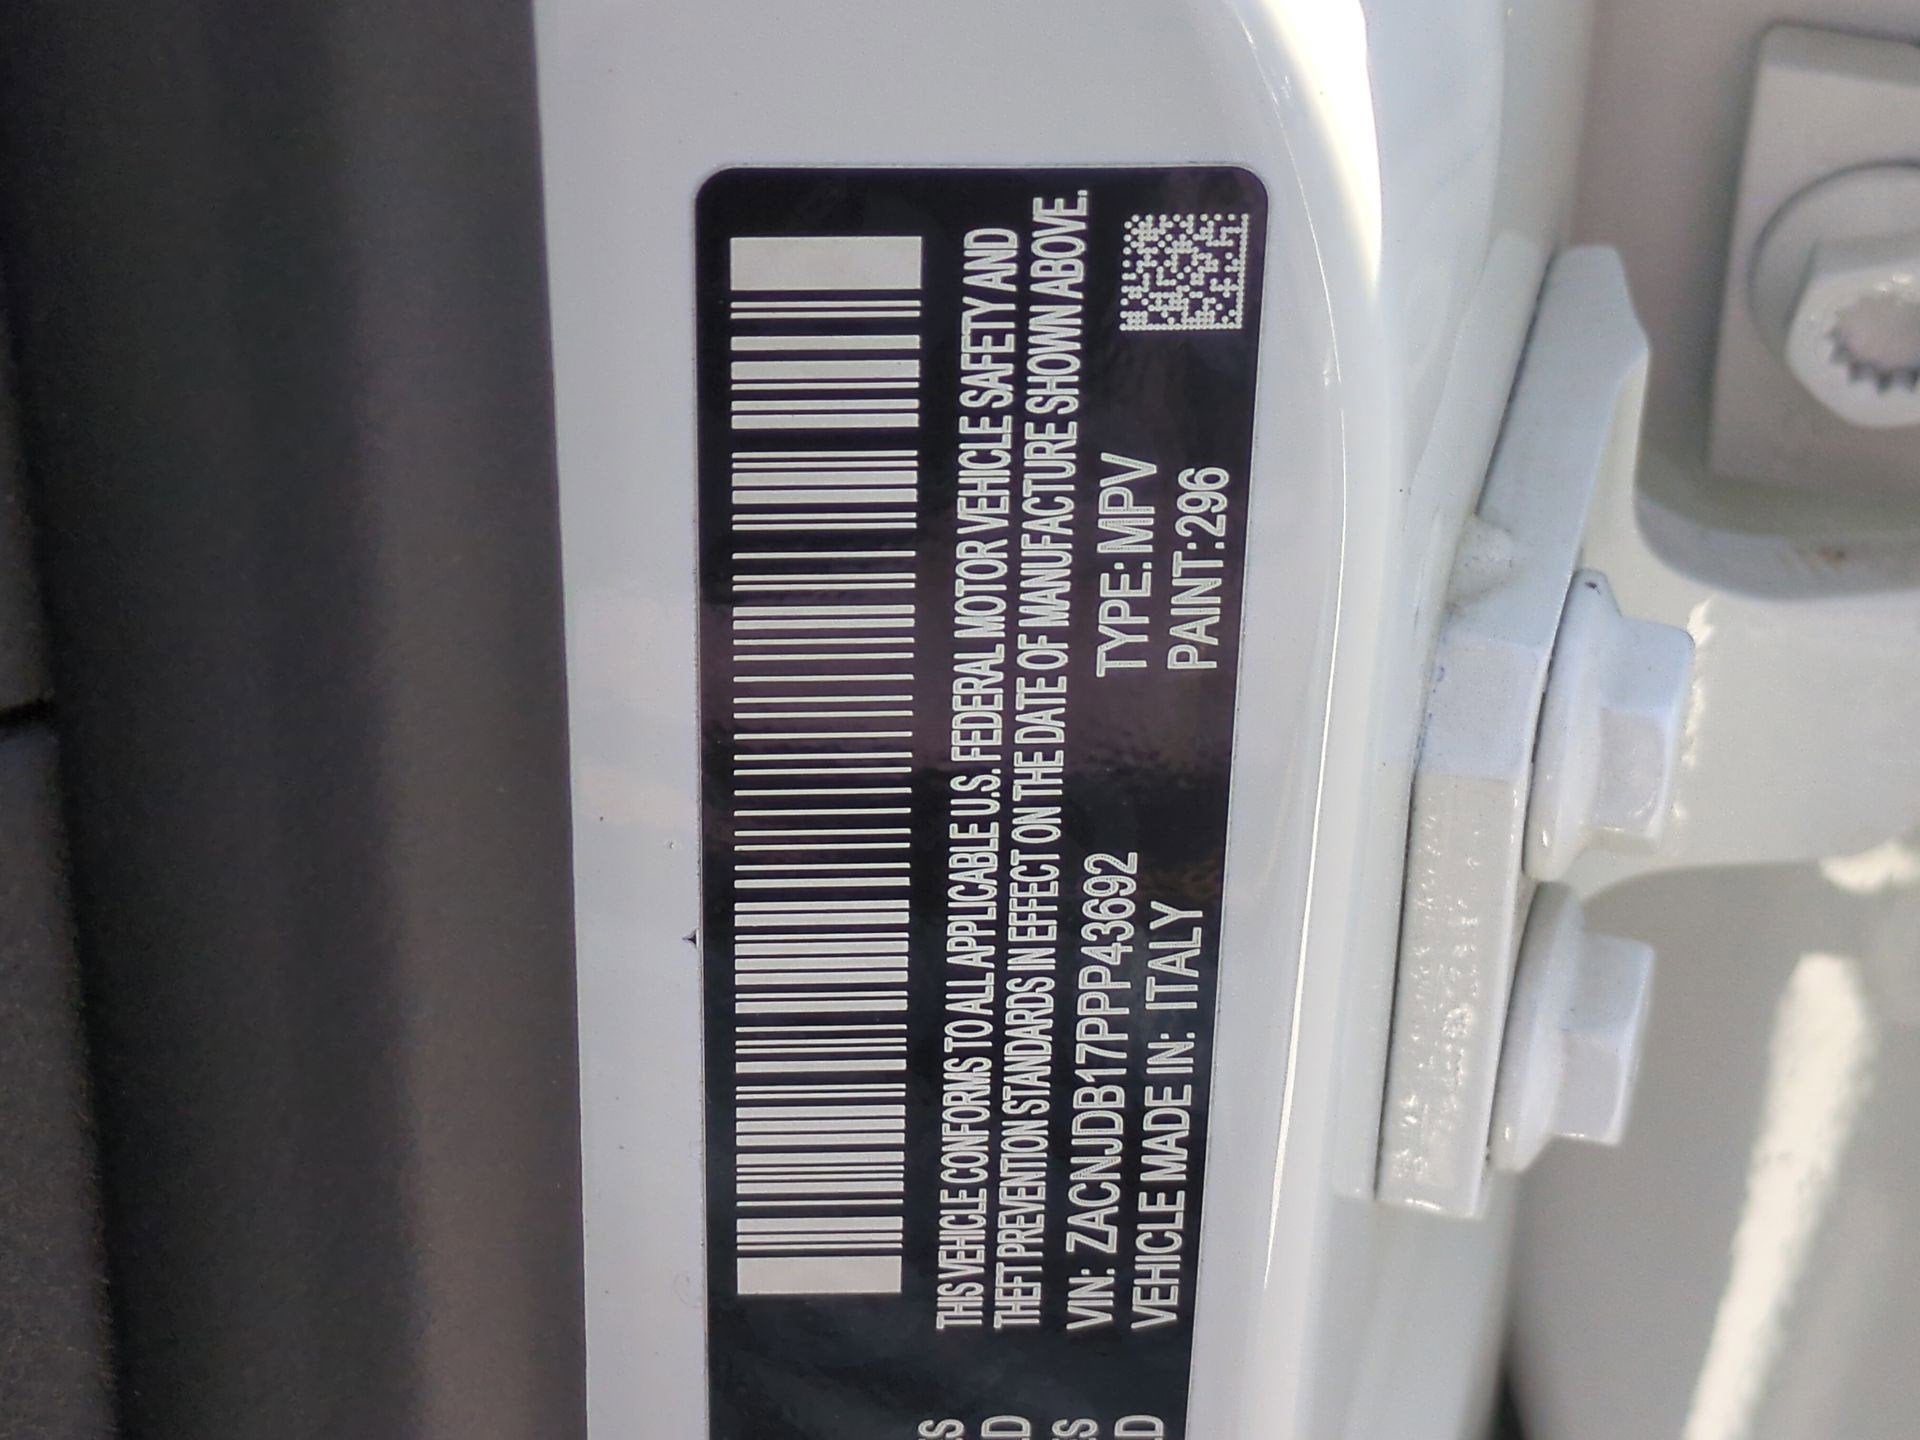 THIS VEHICLE CONFORMS TO ALL APPLICABLE U.S. FEDERAL MOTOR VEHICLE SAFETY AND
THEFT PREVENTION STANDARDS IN EFFECT ON THE DATE OF MANUFACTURE SHOWN ABOVE.
VIN: ZACNJDB17PPP43692 TYPE: MPV
VEHICLE MADE IN: ITALY PAINT:296